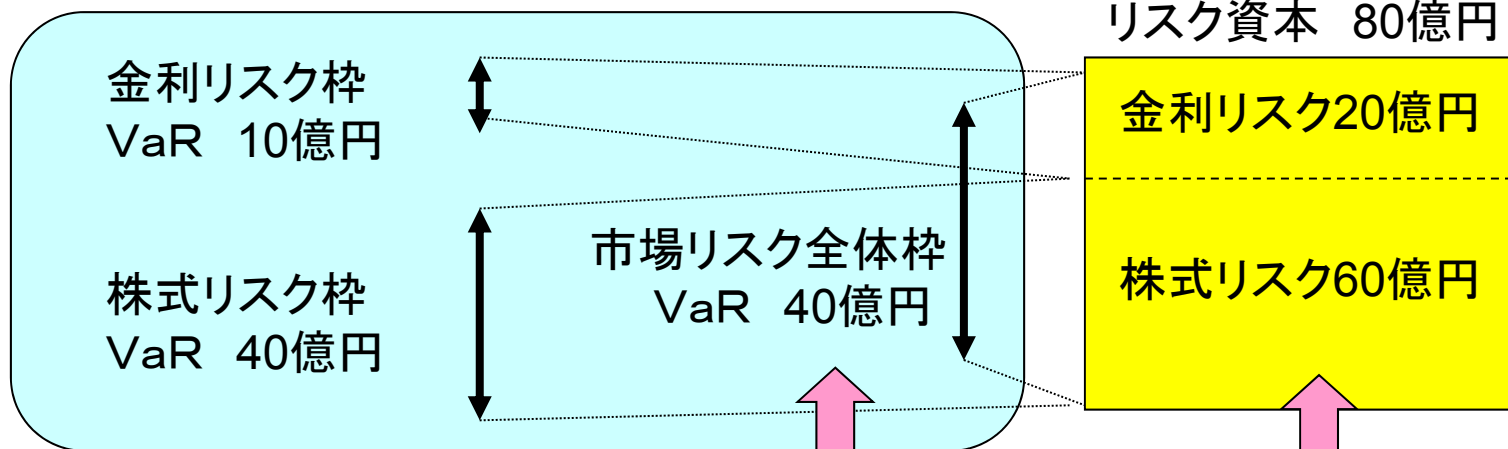 リスク資本 80億円
金利リスク枠
VaR 10億円
金利リスク20億円
市場リスク全体枠
VaR 40億円
株式リスク枠
VaR 40億円
株式リスク60億円